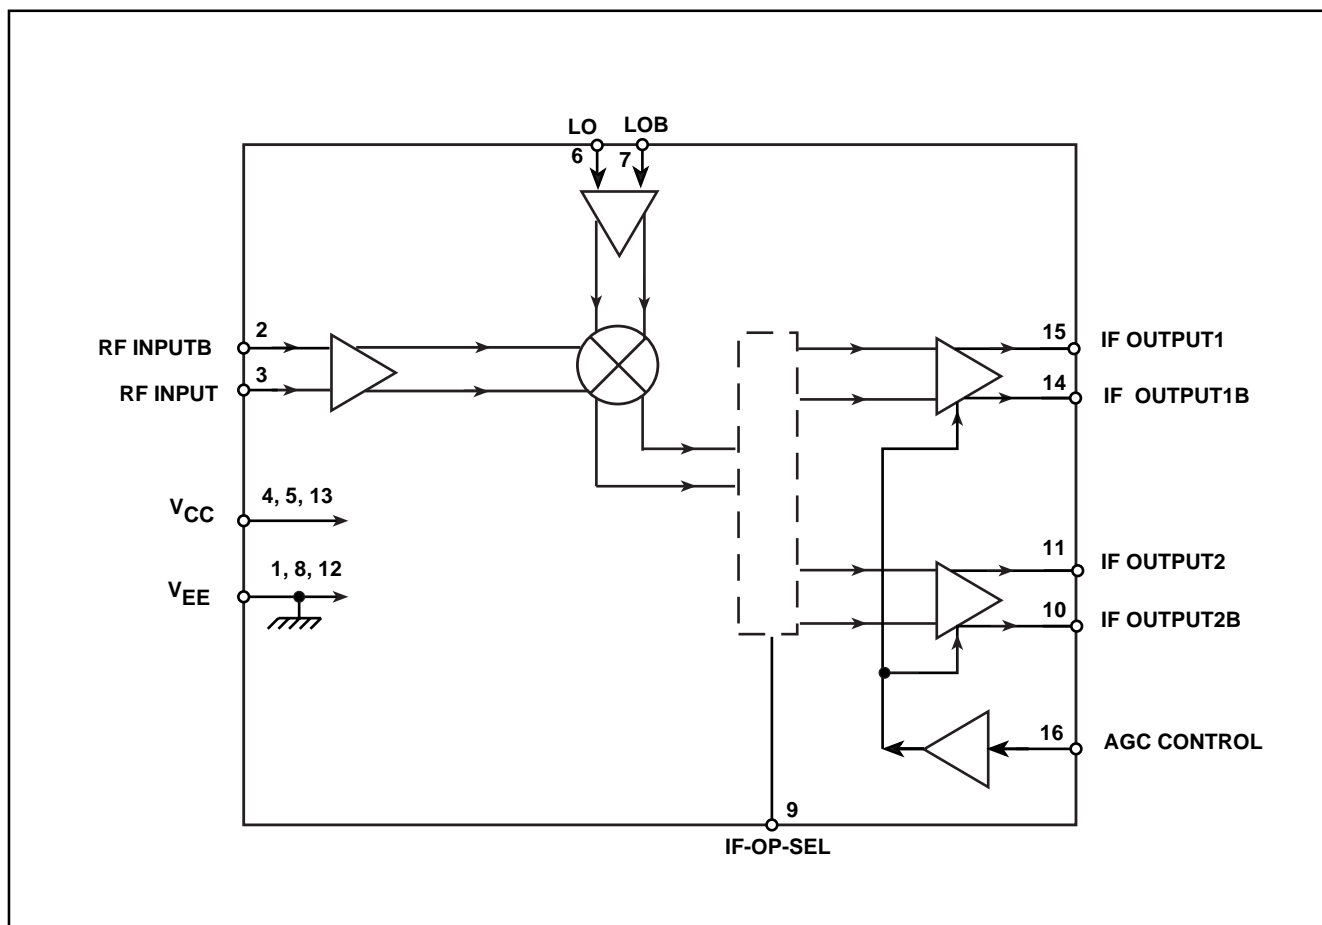 LO
LOB
6
7
RF INPUTB
2
RF INPUT
3
VCC
4, 5, 13
VEE
1, 8, 12
15
IF OUTPUT1
14
IF OUTPUT1B
11
IF OUTPUT2
10
IF OUTPUT2B
16
AGC CONTROL
9
IF-OP-SEL